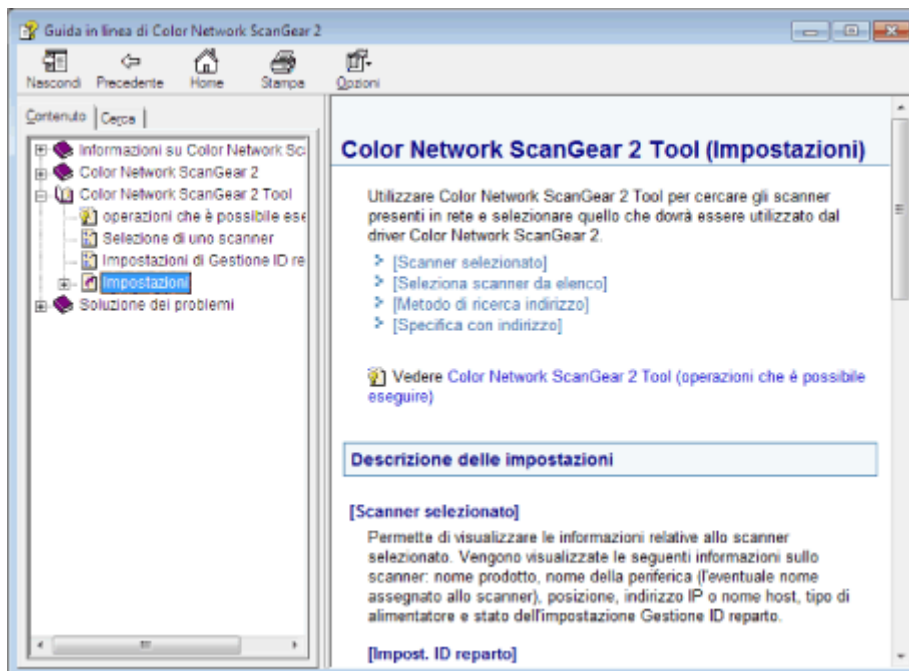 Guida in linea di Color Network ScanGear 2
Nascondi Precedente Home Stampa Opzioni
Contenuto Cerca
Informazioni su Color Network Sc
Color Network ScanGear 2
Color Network ScanGear 2 Tool
operazioni che è possibile ese
Selezione di uno scanner
Impostazioni di Gestione ID re
Impostazioni
Soluzione dei problemi
Color Network ScanGear 2 Tool (Impostazioni)
Utilizzare Color Network ScanGear 2 Tool per cercare gli scanner
presenti in rete e selezionare quello che dovrà essere utilizzato dal
driver Color Network ScanGear 2.
[Scanner selezionato]
[Seleziona scanner da elenco]
[Metodo di ricerca indirizzo]
[Specifica con indirizzo]
Vedere Color Network ScanGear 2 Tool (operazioni che è possibile
eseguire)
Descrizione delle impostazioni
[Scanner selezionato]
Permette di visualizzare le informazioni relative allo scanner
selezionato. Vengono visualizzate le seguenti informazioni sullo
scanner: nome prodotto, nome della periferica (l'eventuale nome
assegnato allo scanner), posizione, indirizzo IP o nome host, tipo di
alimentatore e stato dell'impostazione Gestione ID reparto.
[Impost. ID reparto]